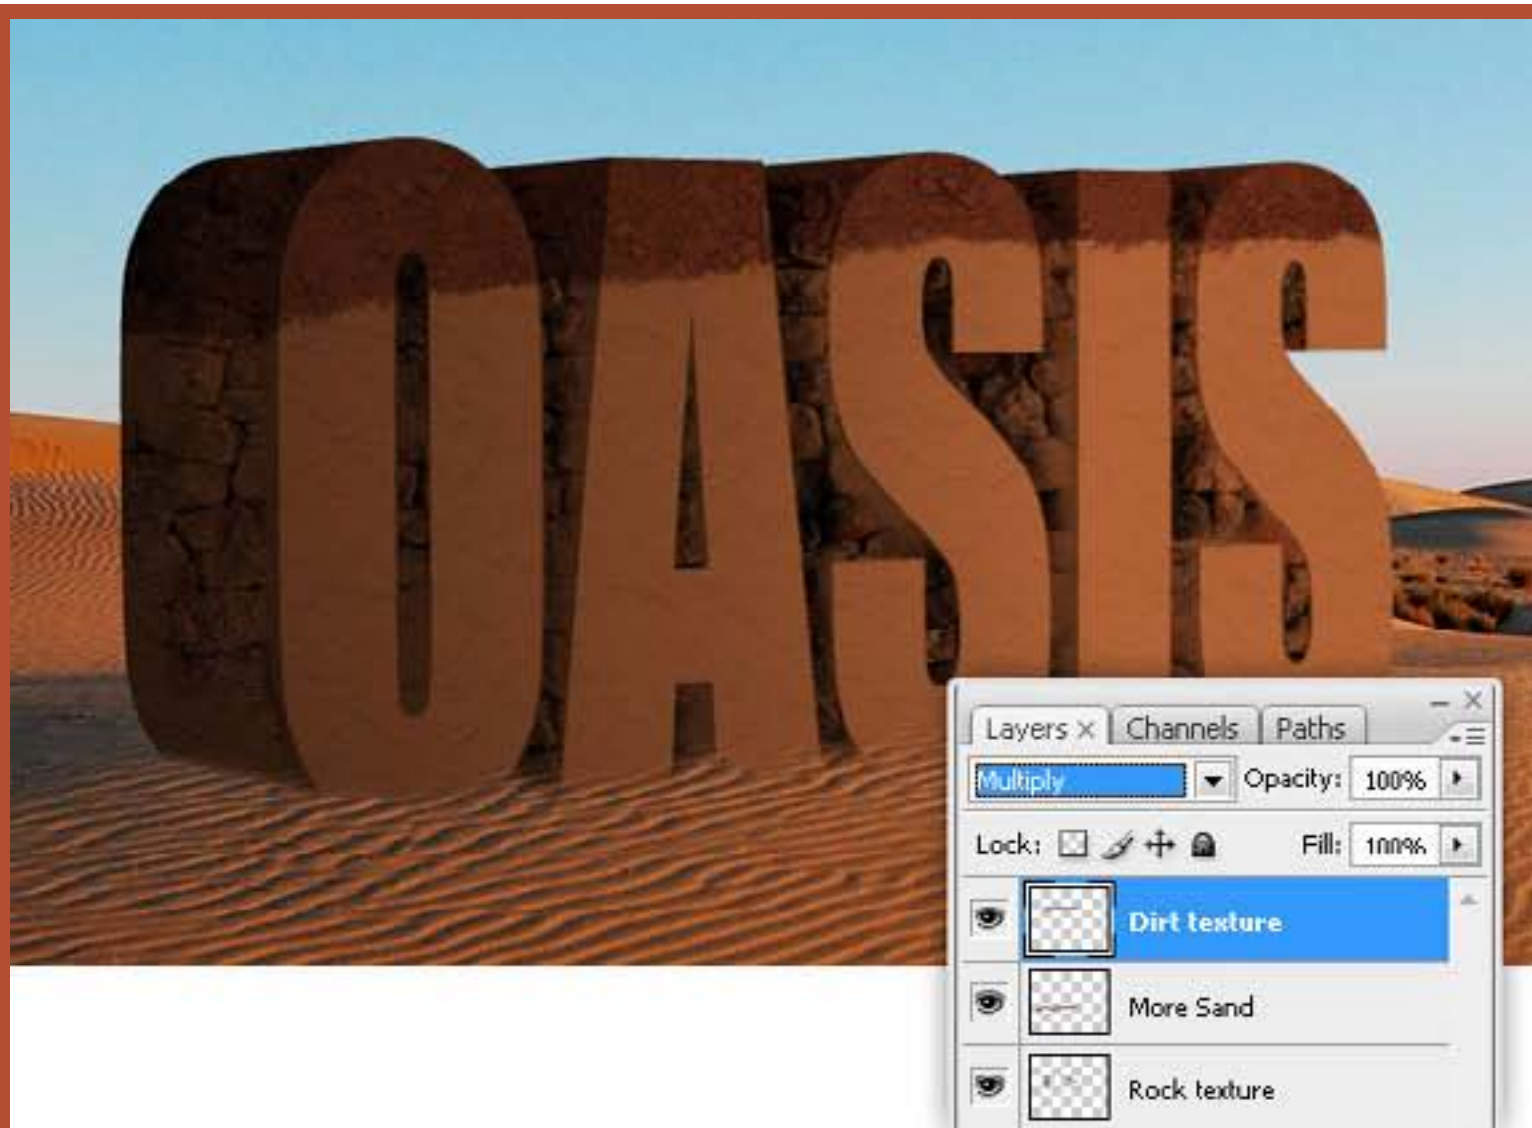 OASIS
Layers × Channels Paths
Multiply Opacity: 100%
Lock: Fill: 100%
Dirt texture
More Sand
Rock texture